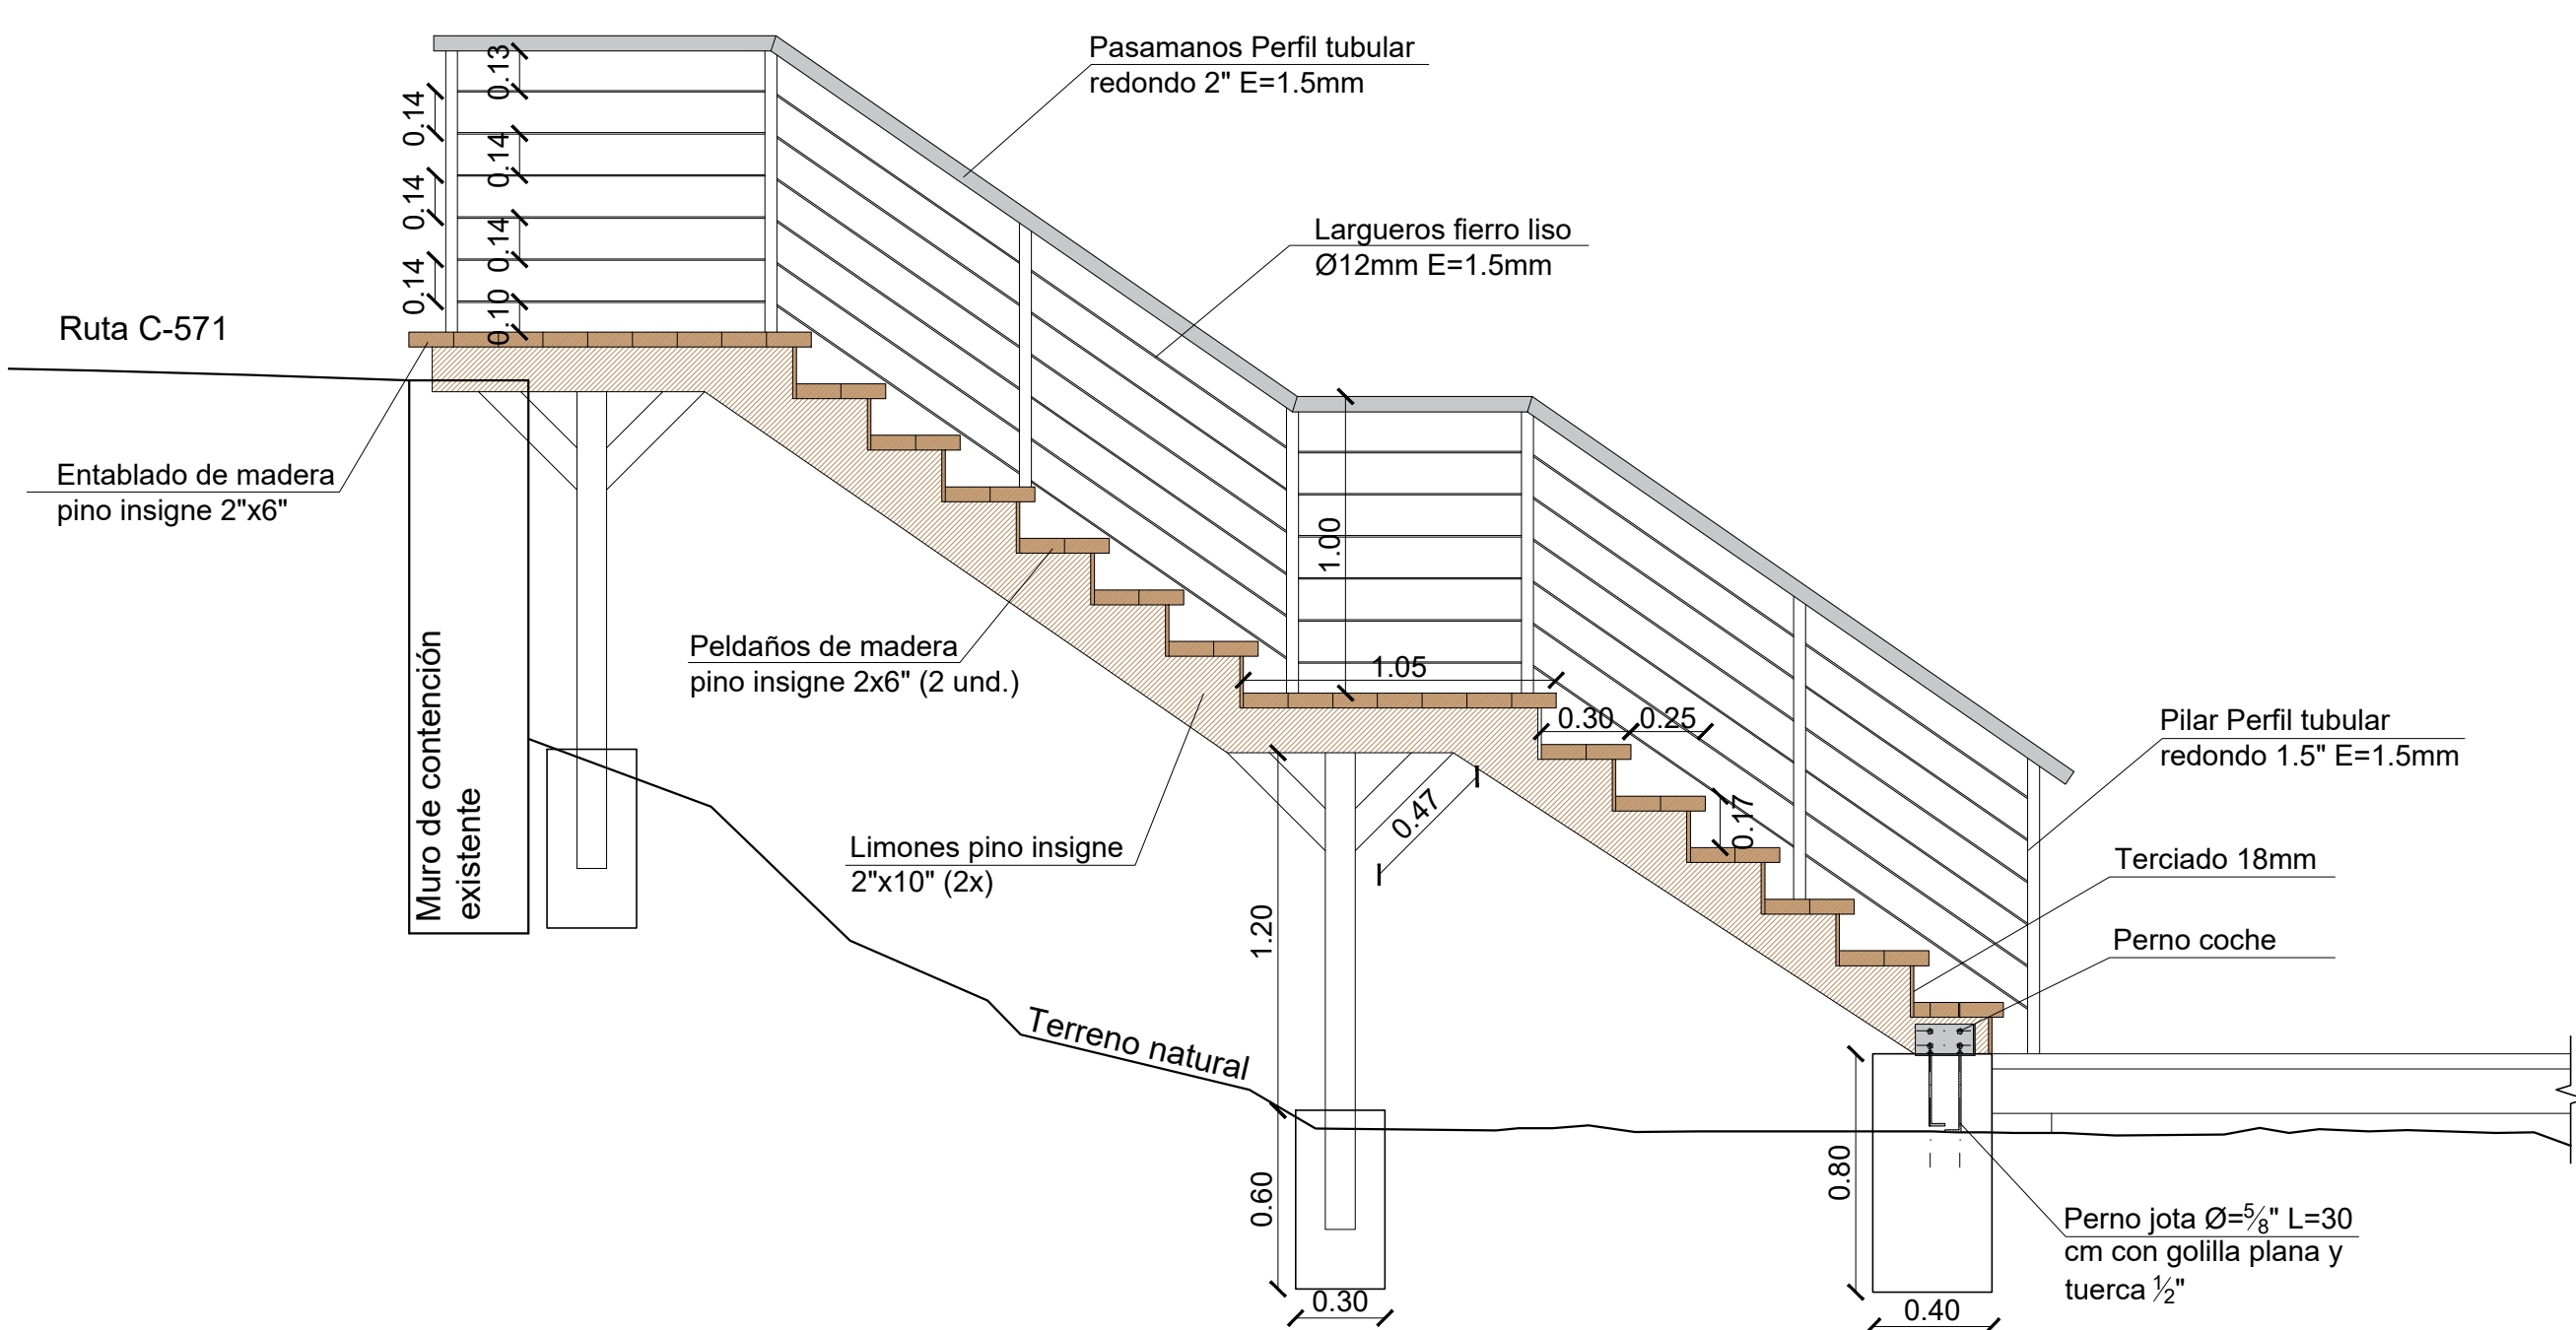 Pasamanos Perfil tubular
redondo 2" E=1.5mm
0.13
0.14
0.14
0.14
0.14
0.14
0.10
Largueros fierro liso
Ø12mm E=1.5mm
Ruta C-571
Entablado de madera
pino insigne 2"x6"
1.00
Peldaños de madera
pino insigne 2x6" (2 und.)
1.05
0.30
0.25
Pilar Perfil tubular
redondo 1.5" E=1.5mm
Muro de contención
existente
0.47
0.17
Limones pino insigne
2"x10" (2x)
Terciado 18mm
1.20
Perno coche
Terreno natural
0.60
0.80
Perno jota Ø=⅝" L=30
cm con golilla plana y
tuerca ½"
0.30
0.40